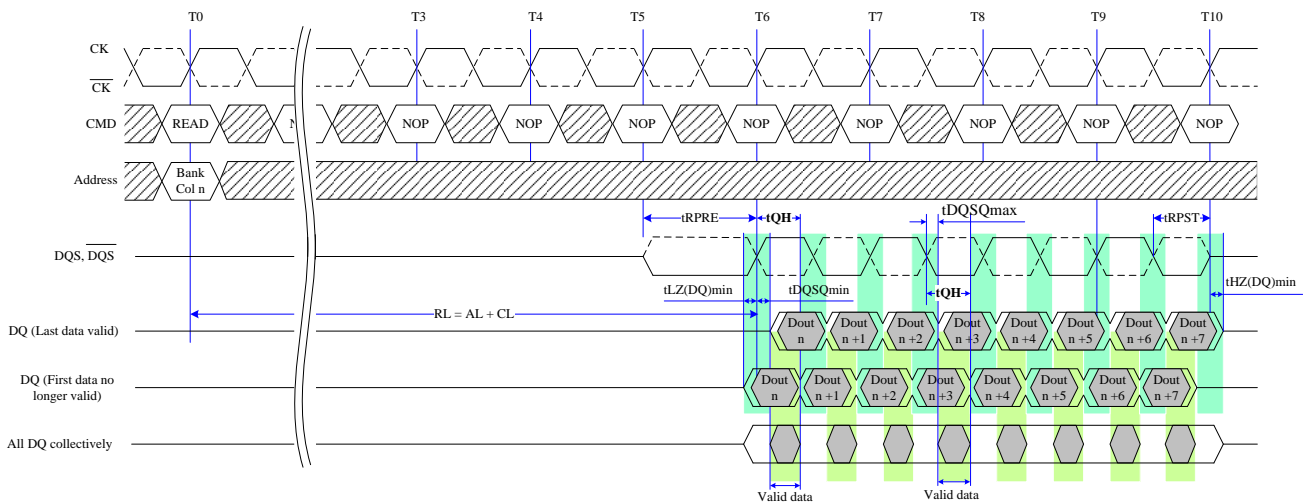 T0 T3 T4 T5 T6 T7 T8 T9 T10
CK
CK
CMD READ N NOP NOP NOP NOP NOP NOP NOP NOP
Address Bank
Col n
tRPRE tQH tDQSQmax tRPST
DQS, DQS
tLZ(DQ)min tDQSQmin tQH tHZ(DQ)min
RL = AL + CL
DQ (Last data valid) Dout Dout Dout Dout Dout Dout Dout Dout
n n +1 n +2 n +3 n +4 n +5 n +6 n +7
DQ (First data no Dout Dout Dout Dout Dout Dout Dout Dout
longer valid) n n +1 n +2 n +3 n +4 n +5 n +6 n +7
All DQ collectively
Valid data Valid data